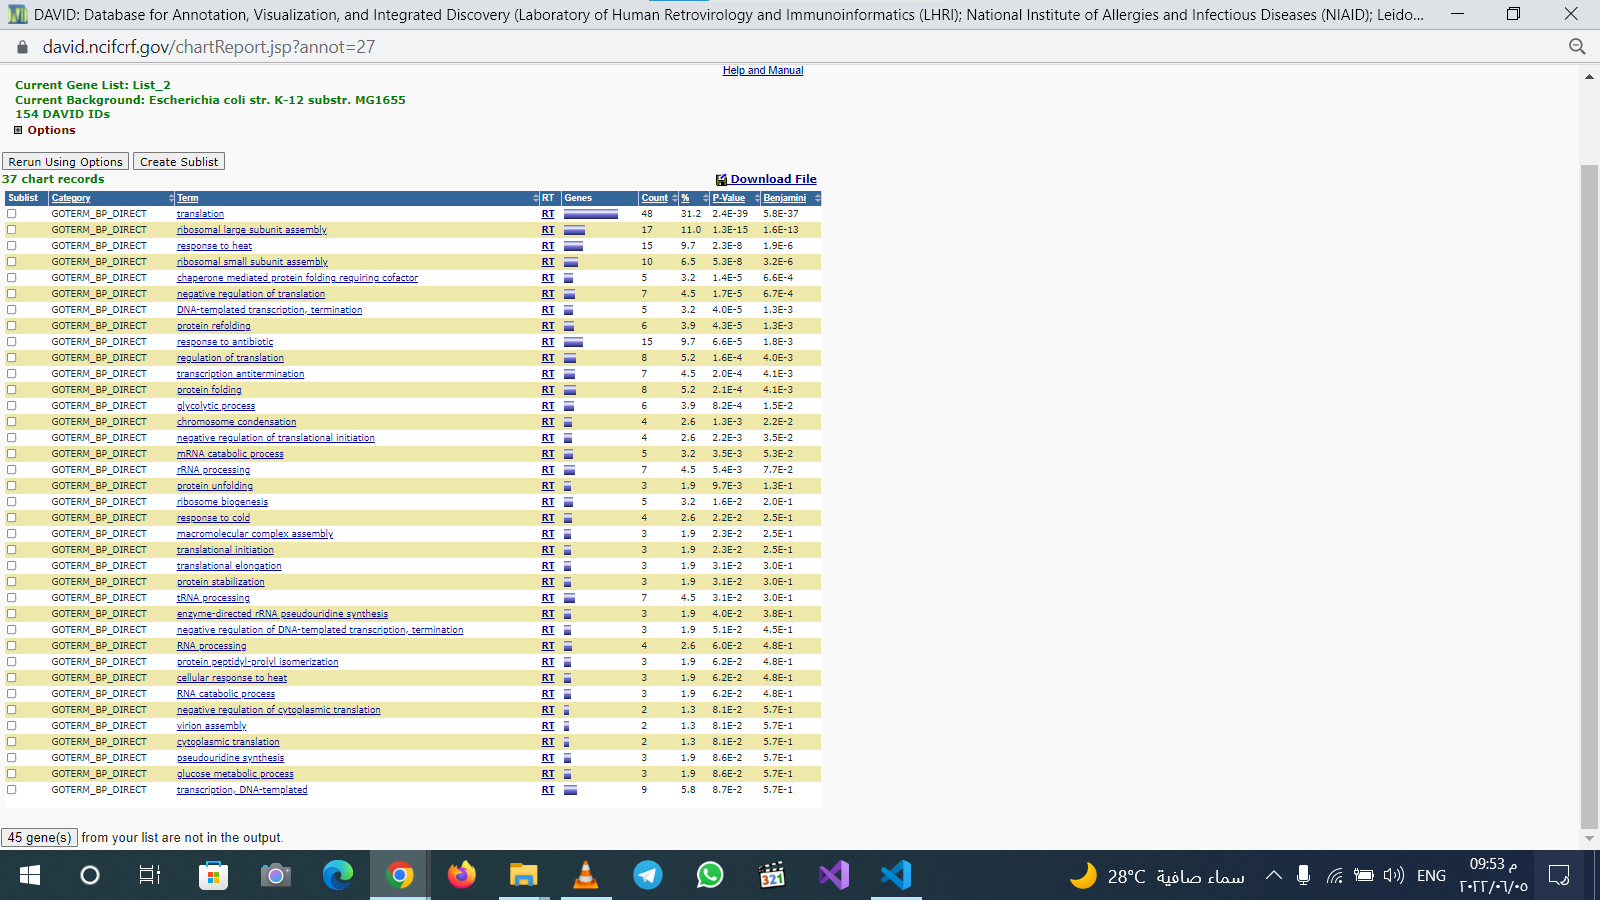 DAVID: Database for Annotation, Visualization, and Integrated Discovery (Laboratory of Human Retrovirology and Immunoinformatics (LHRI); National Institute of Allergies and Infectious Diseases (NIAID); Leido...
david.ncifcrf.gov/chartReport.jsp?annot=27
Help and Manual
Current Gene List: List_2
Current Background: Escherichia coli str. K-12 substr. MG1655
154 DAVID IDs
Options
Rerun Using Options Create Sublist
37 chart records Download File
Sublist Category Term RT Genes Count % P-Value Benjamini
GOTERM_BP_DIRECT translation RT 48 31.2 2.4E-39 5.8E-37
GOTERM_BP_DIRECT ribosomal large subunit assembly RT 17 11.0 1.3E-15 1.6E-13
GOTERM_BP_DIRECT response to heat RT 15 9.7 2.3E-8 1.9E-6
GOTERM_BP_DIRECT ribosomal small subunit assembly RT 10 6.5 5.3E-8 3.2E-6
GOTERM_BP_DIRECT chaperone mediated protein folding requiring cofactor RT 5 3.2 1.4E-5 6.6E-4
GOTERM_BP_DIRECT negative regulation of translation RT 7 4.5 1.7E-5 6.7E-4
GOTERM_BP_DIRECT DNA-templated transcription, termination RT 5 3.2 4.0E-5 1.3E-3
GOTERM_BP_DIRECT protein refolding RT 6 3.9 4.3E-5 1.3E-3
GOTERM_BP_DIRECT response to antibiotic RT 15 9.7 6.6E-5 1.8E-3
GOTERM_BP_DIRECT regulation of translation RT 8 5.2 1.6E-4 4.0E-3
GOTERM_BP_DIRECT transcription antitermination RT 7 4.5 2.0E-4 4.1E-3
GOTERM_BP_DIRECT protein folding RT 8 5.2 2.1E-4 4.1E-3
GOTERM_BP_DIRECT glycolytic process RT 6 3.9 8.2E-4 1.5E-2
GOTERM_BP_DIRECT chromosome condensation RT 4 2.6 1.3E-3 2.2E-2
GOTERM_BP_DIRECT negative regulation of translational initiation RT 4 2.6 2.2E-3 3.5E-2
GOTERM_BP_DIRECT mRNA catabolic process RT 5 3.2 3.5E-3 5.3E-2
GOTERM_BP_DIRECT rRNA processing RT 7 4.5 5.4E-3 7.7E-2
GOTERM_BP_DIRECT protein unfolding RT 3 1.9 9.7E-3 1.3E-1
GOTERM_BP_DIRECT ribosome biogenesis RT 5 3.2 1.6E-2 2.0E-1
GOTERM_BP_DIRECT response to cold RT 4 2.6 2.2E-2 2.5E-1
GOTERM_BP_DIRECT macromolecular complex assembly RT 3 1.9 2.3E-2 2.5E-1
GOTERM_BP_DIRECT translational initiation RT 3 1.9 2.3E-2 2.5E-1
GOTERM_BP_DIRECT translational elongation RT 3 1.9 3.1E-2 3.0E-1
GOTERM_BP_DIRECT protein stabilization RT 3 1.9 3.1E-2 3.0E-1
GOTERM_BP_DIRECT tRNA processing RT 7 4.5 3.1E-2 3.0E-1
GOTERM_BP_DIRECT enzyme-directed rRNA pseudouridine synthesis RT 3 1.9 4.0E-2 3.8E-1
GOTERM_BP_DIRECT negative regulation of DNA-templated transcription, termination RT 3 1.9 5.1E-2 4.5E-1
GOTERM_BP_DIRECT RNA processing RT 4 2.6 6.0E-2 4.8E-1
GOTERM_BP_DIRECT protein peptidyl-prolyl isomerization RT 3 1.9 6.2E-2 4.8E-1
GOTERM_BP_DIRECT cellular response to heat RT 3 1.9 6.2E-2 4.8E-1
GOTERM_BP_DIRECT RNA catabolic process RT 3 1.9 6.2E-2 4.8E-1
GOTERM_BP_DIRECT negative regulation of cytoplasmic translation RT 2 1.3 8.1E-2 5.7E-1
GOTERM_BP_DIRECT virion assembly RT 2 1.3 8.1E-2 5.7E-1
GOTERM_BP_DIRECT cytoplasmic translation RT 2 1.3 8.1E-2 5.7E-1
GOTERM_BP_DIRECT pseudouridine synthesis RT 3 1.9 8.6E-2 5.7E-1
GOTERM_BP_DIRECT glucose metabolic process RT 3 1.9 8.6E-2 5.7E-1
GOTERM_BP_DIRECT transcription, DNA-templated RT 9 5.8 8.7E-2 5.7E-1
45 gene(s) from your list are not in the output.
321
28°C سماء صافية ENG
09:53 م
٢٠٢٢/٠٦/٠٥